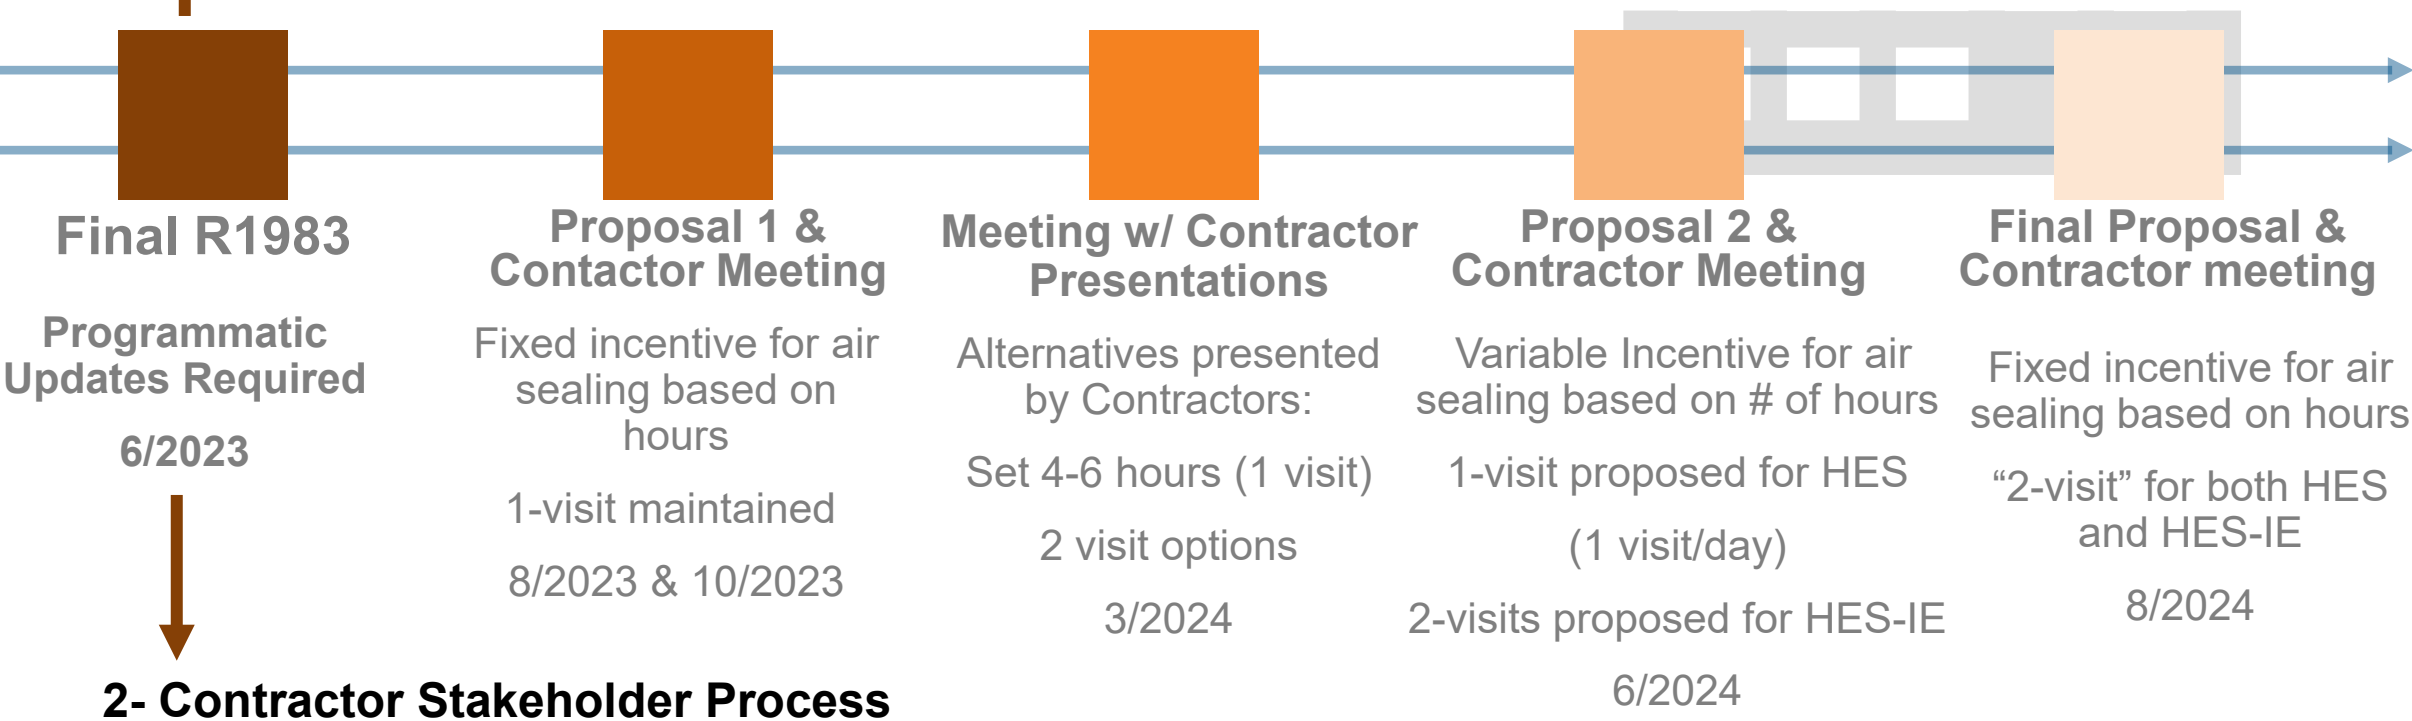 Final R1983
Programmatic
Updates Required
6/2023
Proposal 1 &
Contactor Meeting
Fixed incentive for air
sealing based on
hours
1-visit maintained
8/2023 & 10/2023
Meeting w/ Contractor
Presentations
Alternatives presented
by Contractors:
Set 4-6 hours (1 visit)
2 visit options
3/2024
Proposal 2 &
Contractor Meeting
Variable Incentive for air
sealing based on # of hours
1-visit proposed for HES
(1 visit/day)
2-visits proposed for HES-IE
6/2024
Final Proposal &
Contractor meeting
Fixed incentive for air
sealing based on hours
“2-visit” for both HES
and HES-IE
8/2024
2- Contractor Stakeholder Process